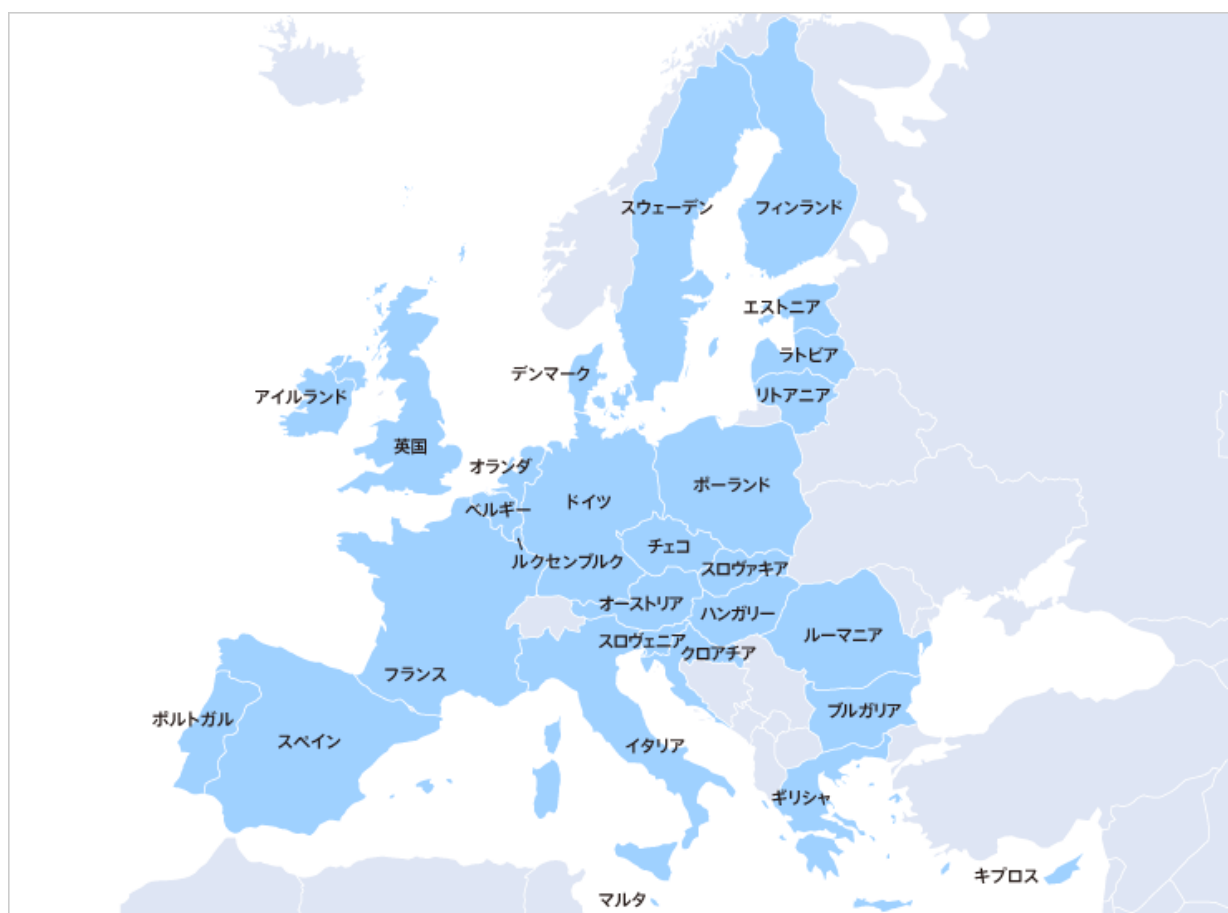 スウェーデン
フィンランド
エストニア
ラトビア
デンマーク
リトアニア
アイルランド
英国
オランダ
ポーランド
ドイツ
ベルギー
チェコ
ルクセンブルク
スロヴァキア
オーストリア
ハンガリー
ルーマニア
スロヴェニア
クロアチア
フランス
ブルガリア
ポルトガル
スペイン
イタリア
ギリシャ
キプロス
マルタ